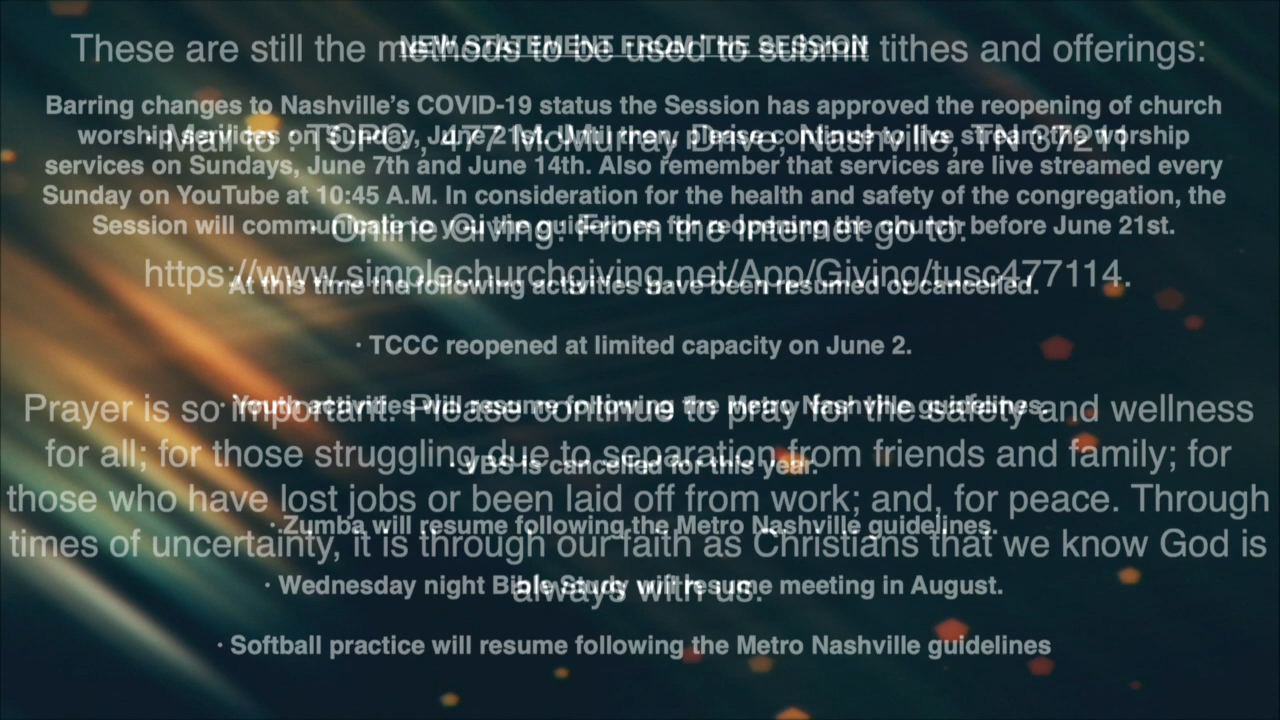 These are still the methods to be used to submit tithes and offerings:
· Mail to : TCPC, 477 McMurray Drive, Nashville, TN 37211
· Online Giving: From the Internet go to:
https://www.simplechurchgiving.net/App/Giving/tusc477114.
Prayer is so important. Please continue to pray for the safety and wellness
for all; for those struggling due to separation from friends and family; for
those who have lost jobs or been laid off from work; and, for peace. Through
times of uncertainty, it is through our faith as Christians that we know God is
always with us.
NEW STATEMENT FROM THE SESSION
Barring changes to Nashville’s COVID-19 status the Session has approved the reopening of church
worship services on Sunday, June 21st. Until then, please continue to live stream the worship
services on Sundays, June 7th and June 14th. Also remember that services are live streamed every
Sunday on YouTube at 10:45 A.M. In consideration for the health and safety of the congregation, the
Session will communicate to you the guidelines for reopening the church before June 21st.
At this time the following activities have been resumed or cancelled.
· TCCC reopened at limited capacity on June 2.
· Youth activities will resume following the Metro Nashville guidelines.
· VBS is cancelled for this year.
· Zumba will resume following the Metro Nashville guidelines.
· Wednesday night Bible Study will resume meeting in August.
· Softball practice will resume following the Metro Nashville guidelines